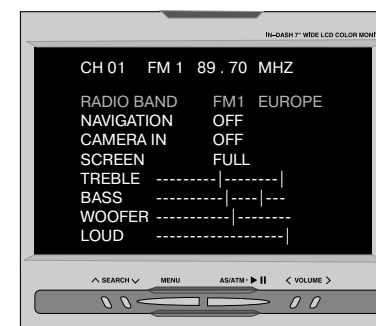 IN-DASH 7" WIDE LCD COLOR MONI
CH 01 FM 1 89 . 70 MHZ
RADIO BAND FM1 EUROPE
NAVIGATION OFF
CAMERA IN OFF
SCREEN FULL
TREBLE --------|-------|
BASS ---------|----|---
WOOFER ----------|--------
LOUD -------------------|
SEARCH MENU AS/ATM · ▶ II < VOLUME >